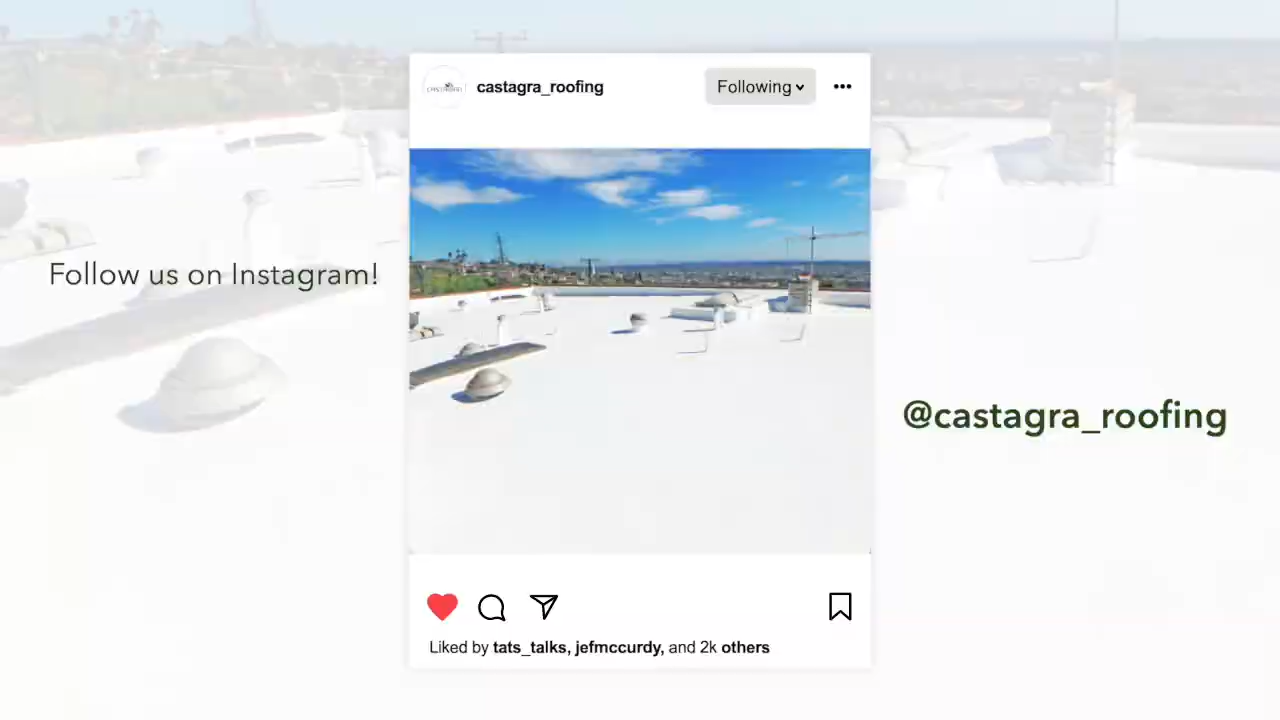 castagra_roofing
Following
Follow us on Instagram!
@castagra_roofing
Liked by tats_talks, jefmccurdy, and 2k others